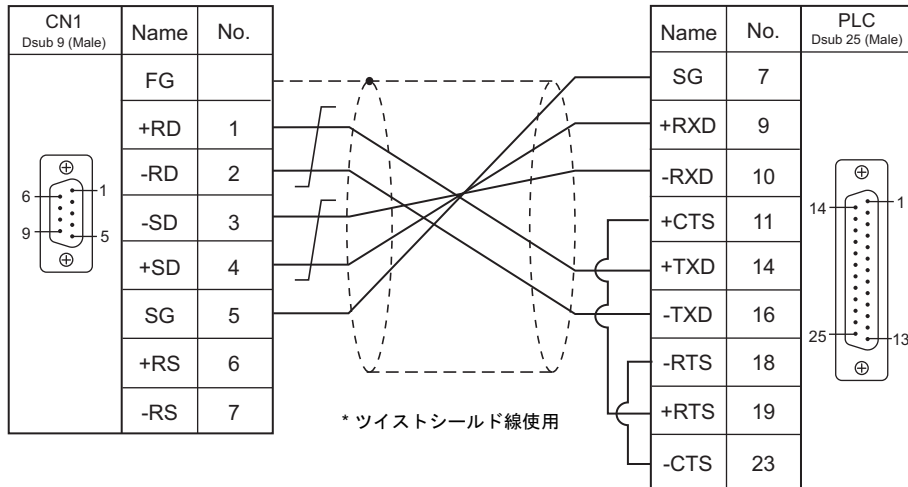 CN1
Dsub 9 (Male)
Name No.
FG
+RD 1
-RD 2
-SD 3
+SD 4
SG 5
+RS 6
-RS 7
6 1
9 5
* ツイストシールド線使用
Name No.
PLC
Dsub 25 (Male)
SG 7
+RXD 9
-RXD 10
+CTS 11
+TXD 14
-TXD 16
-RTS 18
+RTS 19
-CTS 23
14 1
25 13